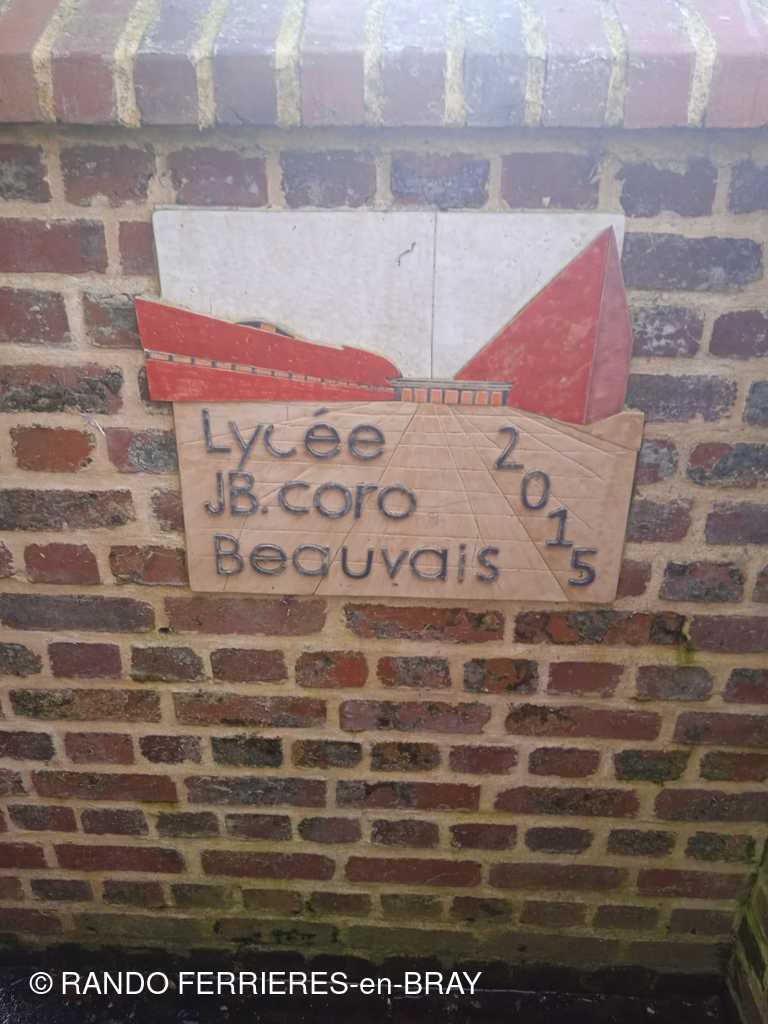 Lycée
JB. coro
Beauvais
2015
© RANDO FERRIERES-en-BRAY